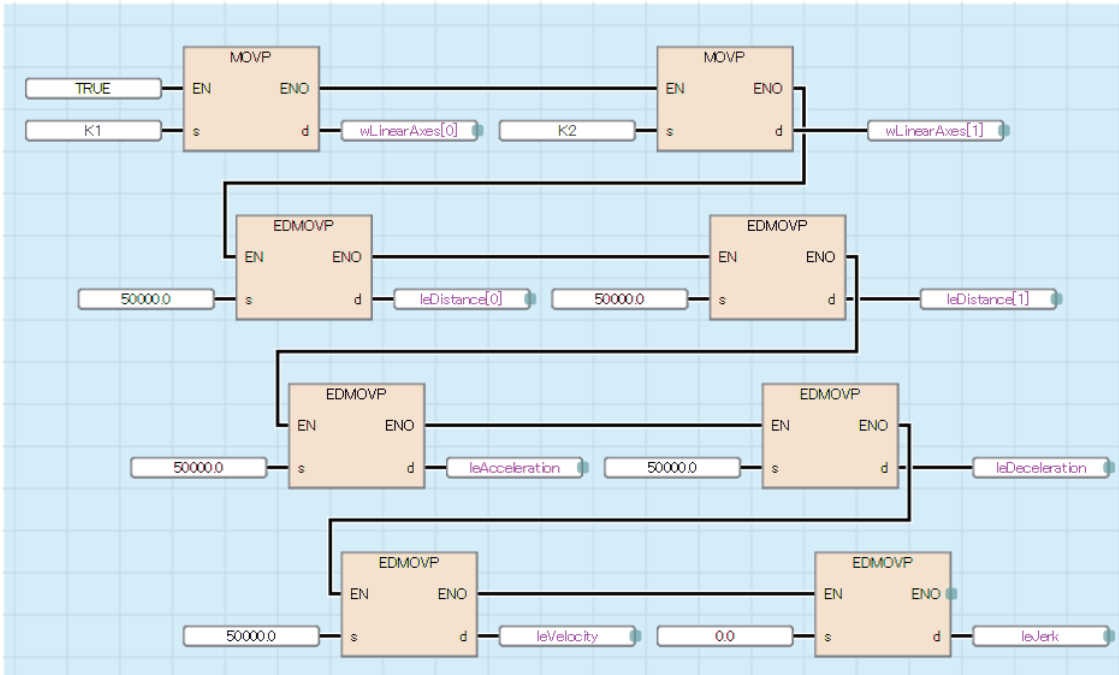 MOVP MOVP
TRUE EN ENO EN ENO
K1 s d wLinearAxes[0] K2 s d wLinearAxes[1]
EDMOVP EDMOVP
EN ENO EN ENO
50000.0 s d leDistance[0] 50000.0 s d leDistance[1]
EDMOVP EDMOVP
EN ENO EN ENO
50000.0 s d leAcceleration 50000.0 s d leDeceleration
EDMOVP EDMOVP
EN ENO EN ENO
50000.0 s d leVelocity 0.0 s d leJerk